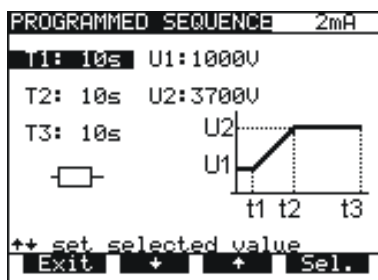 PROGRAMMED SEQUENCE 2mA
T1: 10s U1:1000V
T2: 10s U2:3700V
T3: 10s
U2
U1
t1 t2 t3
↑↓ set selected value
Exit ↓ ↑ Sel.